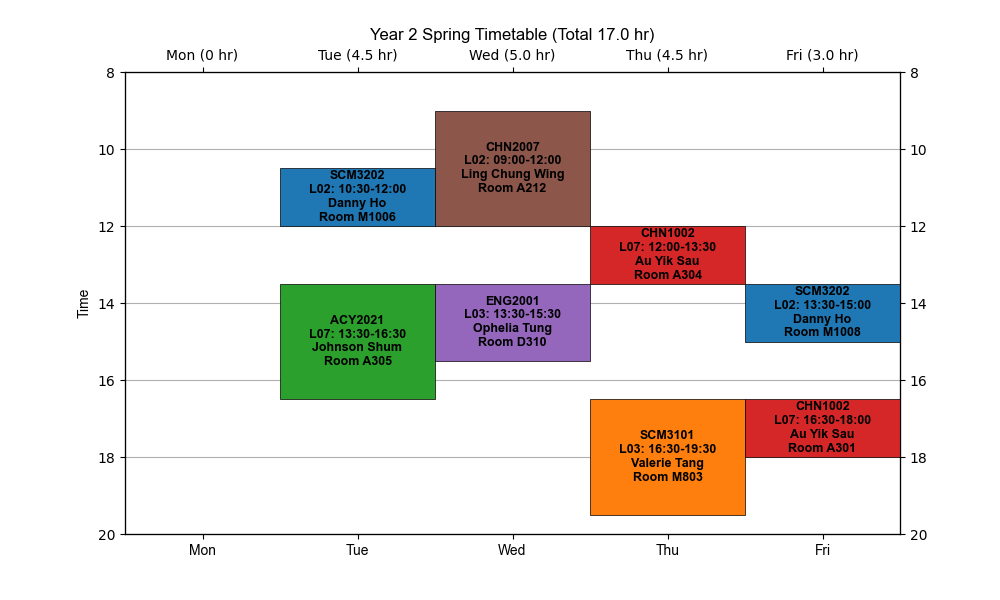 Year 2 Spring Timetable (Total 17.0 hr)
Mon (0 hr) Tue (4.5 hr) Wed (5.0 hr) Thu (4.5 hr) Fri (3.0 hr)
8 8
CHN2007
L02: 09:00-12:00
Ling Chung Wing
Room A212
10 10
SCM3202
L02: 10:30-12:00
Danny Ho
Room M1006
12 12
CHN1002
L07: 12:00-13:30
Au Yik Sau
Room A304
Time
14 14
ACY2021
L07: 13:30-16:30
Johnson Shum
Room A305
ENG2001
L03: 13:30-15:30
Ophelia Tung
Room D310
SCM3202
L02: 13:30-15:00
Danny Ho
Room M1008
16 16
SCM3101
L03: 16:30-19:30
Valerie Tang
Room M803
CHN1002
L07: 16:30-18:00
Au Yik Sau
Room A301
18 18
20 20
Mon Tue Wed Thu Fri